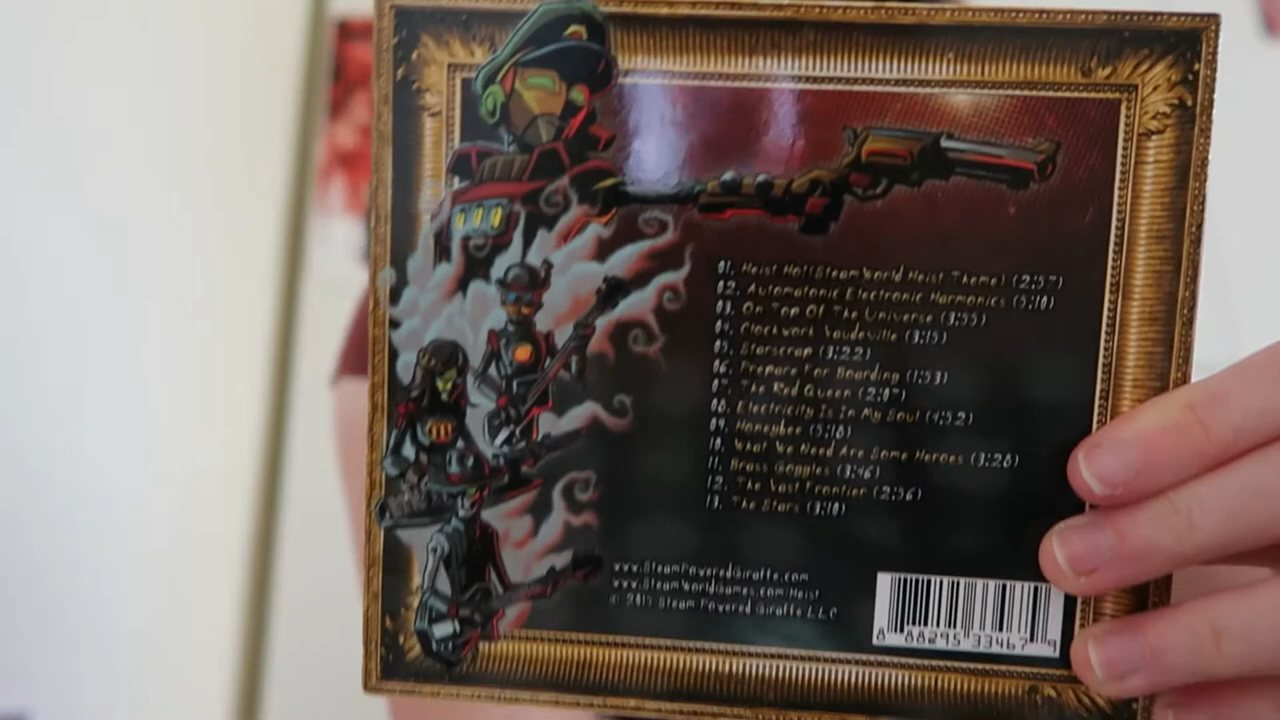 01. Heist Ho! (SteamWorld Heist Theme) (2:57)
02. Automatonic Electronic Harmonics (5:10)
03. On Top Of The Universe (3:55)
04. Clockwork Vaudeville (3:15)
05. Starscrap (3:22)
06. Prepare For Boarding (1:53)
07. The Red Queen (2:07)
08. Electricity Is In My Soul (4:52)
09. Honeybee (5:18)
10. What We Need Are Some Heroes (3:28)
11. Brass Goggles (3:46)
12. The Vast Frontier (2:56)
13. The Stars (3:10)
www.SteamPoweredGiraffe.com
www.SteamWorldGames.com/Heist
© 2015 Steam Powered Giraffe LLC
8 88295 33467 9